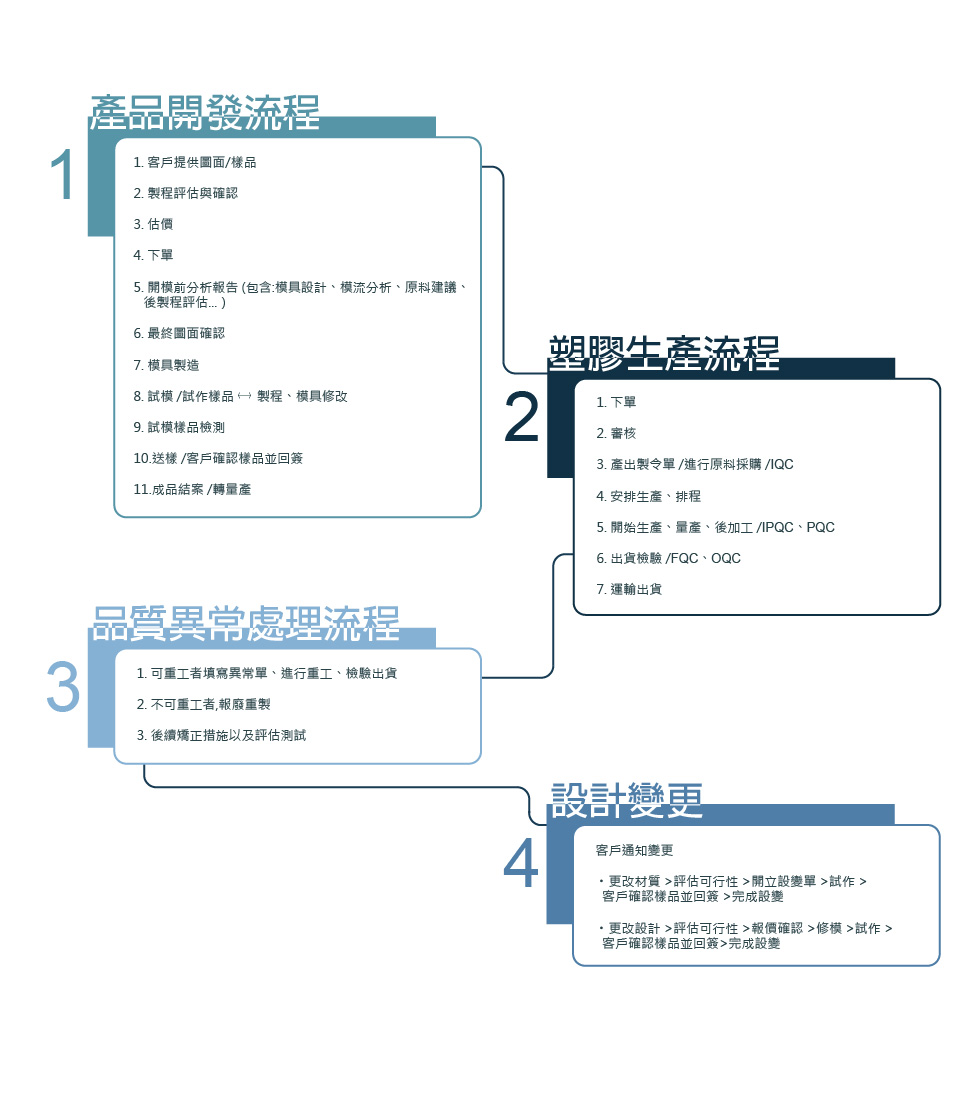 產品開發流程
1
1. 客戶提供圖面/樣品
2. 製程評估與確認
3. 估價
4. 下單
5. 開模前分析報告 (包含:模具設計、模流分析、原料建議、
後製程評估... )
6. 最終圖面確認
7. 模具製造
8. 試模 /試作樣品 ↔ 製程、模具修改
9. 試模樣品檢測
10.送樣 /客戶確認樣品並回簽
11.成品結案 /轉量產
塑膠生產流程
2
1. 下單
2. 審核
3. 產出製令單 /進行原料採購 /IQC
4. 安排生產、排程
5. 開始生產、量產、後加工 /IPQC、PQC
6. 出貨檢驗 /FQC、OQC
7. 運輸出貨
品質異常處理流程
3
1. 可重工者填寫異常單、進行重工、檢驗出貨
2. 不可重工者,報廢重製
3. 後續矯正措施以及評估測試
設計變更
4
客戶通知變更
・更改材質 >評估可行性 >開立設變單 >試作 >
客戶確認樣品並回簽 >完成設變
・更改設計 >評估可行性 >報價確認 >修模 >試作 >
客戶確認樣品並回簽>完成設變